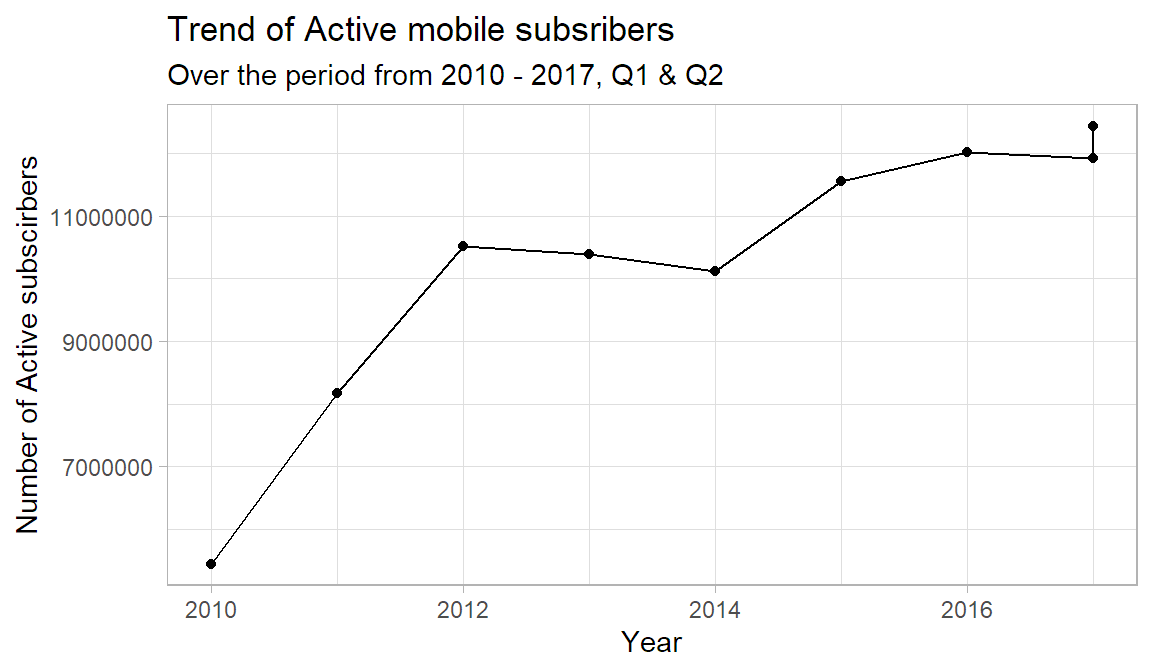 Trend of Active mobile subsribers
Over the period from 2010 - 2017, Q1 & Q2
Number of Active subscirbers
11000000
9000000
7000000
2010
2012
2014
2016
Year